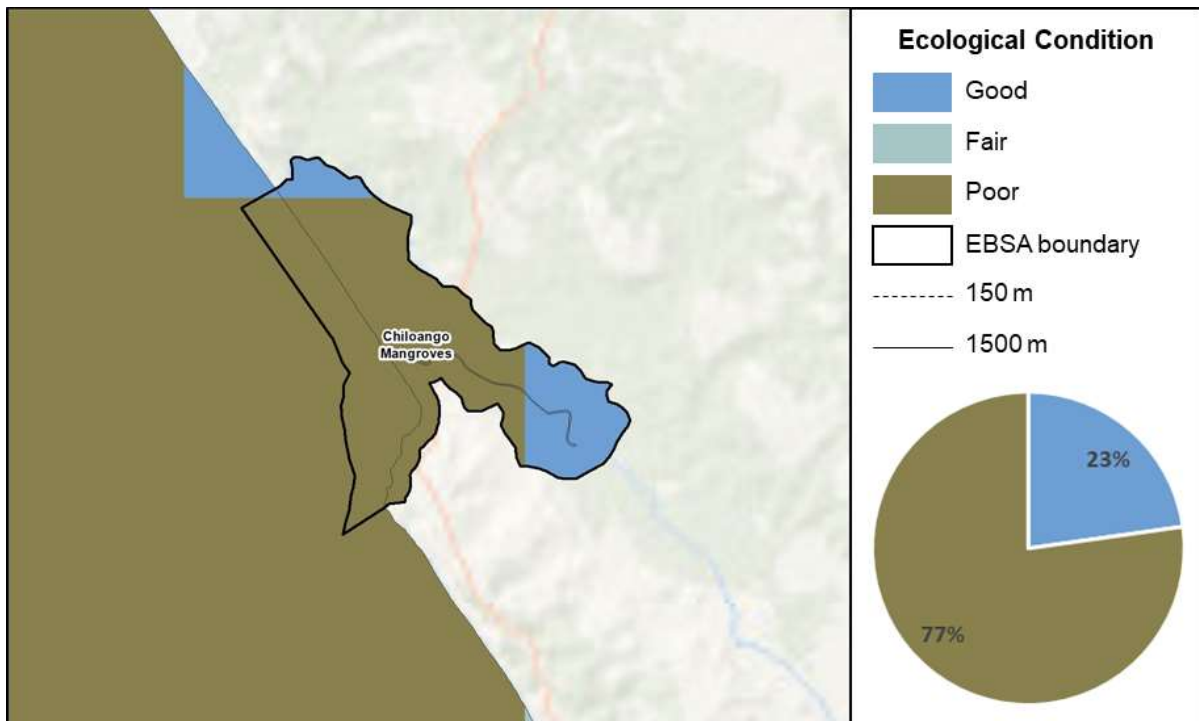 Chiloango
Mangroves
Ecological Condition
Good
Fair
Poor
EBSA boundary
150 m
1500 m
23%
77%